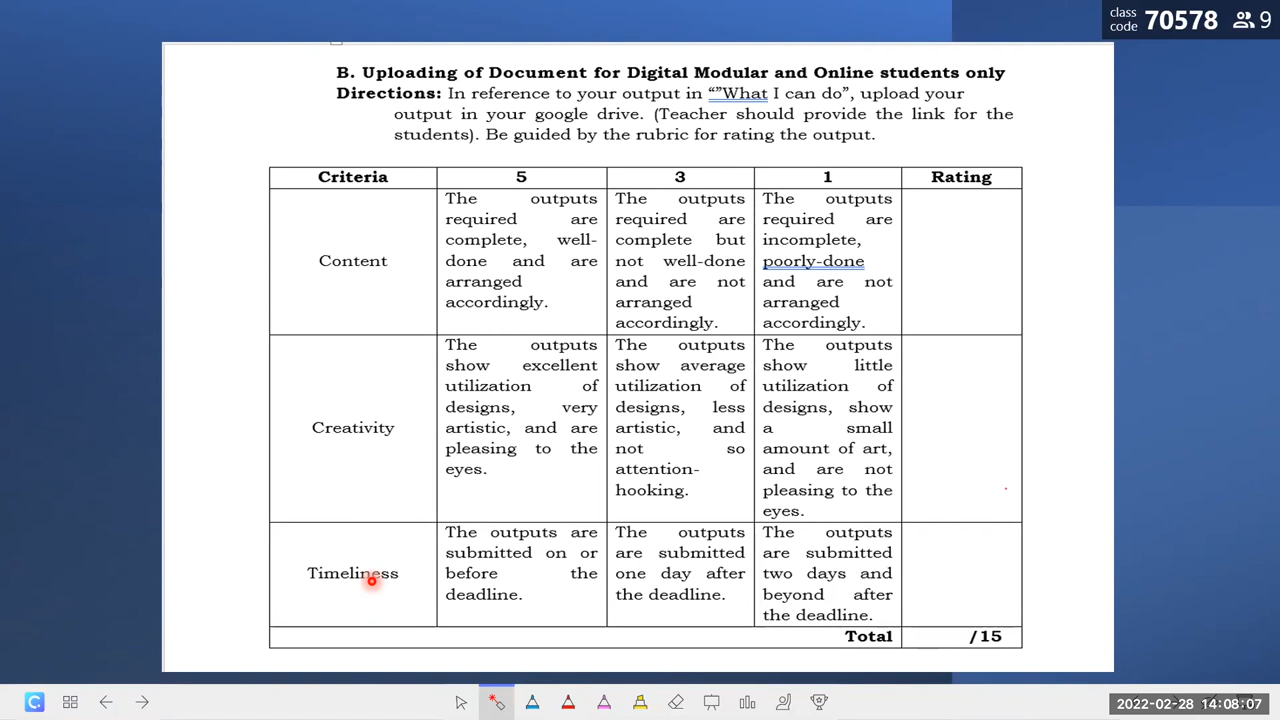 class
code 70578 9
B. Uploading of Document for Digital Modular and Online students only
Directions: In reference to your output in “”What I can do”, upload your
output in your google drive. (Teacher should provide the link for the
students). Be guided by the rubric for rating the output.
Criteria 5 3 1 Rating
Content
The outputs
required are
complete, well-
done and are
arranged
accordingly.
The outputs
required are
complete but
not well-done
and are not
arranged
accordingly.
The outputs
required are
incomplete,
poorly-done
and are not
arranged
accordingly.
Creativity
The outputs
show excellent
utilization of
designs, very
artistic, and are
pleasing to the
eyes.
The outputs
show average
utilization of
designs, less
artistic, and
not so
attention-
hooking.
The outputs
show little
utilization of
designs, show
a small
amount of art,
and are not
pleasing to the
eyes.
Timeliness
The outputs are
submitted on or
before the
deadline.
The outputs
are submitted
one day after
the deadline.
The outputs
are submitted
two days and
beyond after
the deadline.
Total /15
2022-02-28 14:08:07